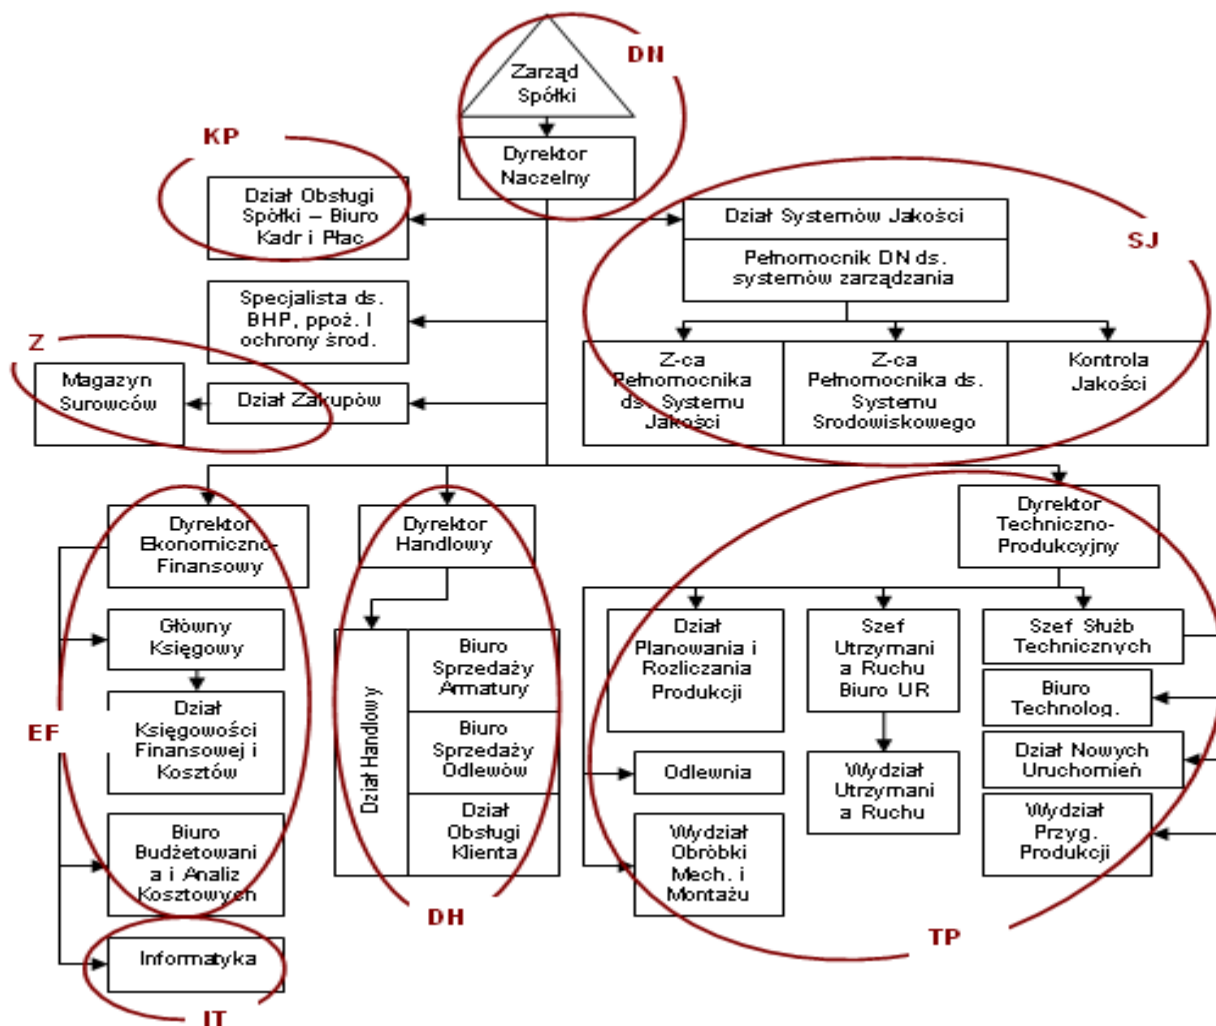 DN
Zarząd
Spółki
Dyrektor
Naczelny
KP
Dział Obsługi
Spółki – Biuro
Kadr i Płac
Dział Systemów Jakości
SJ
Pełnomocnik DN ds.
systemów zarządzania
Specjalista ds.
BHP, ppoż. I
ochrony środ.
Z
Magazyn
Surowców
Dział Zakupów
Z-ca
Pełnomocnika
ds. Systemu
Jakości
Z-ca
Pełnomocnika ds.
Systemu
Srodowiskowego
Kontrola
Jakości
Dyrektor
Ekonomiczno-
Finansowy
Główny
Księgowy
Dział
Księgowości
Finansowej i
Kosztów
EF
Biuro
Budżetowani
a i Analiz
Kosztowych
Informatyka
IT
Dyrektor
Handlowy
Dział Handlowy
Biuro
Sprzedaży
Armatury
Biuro
Sprzedaży
Odlewów
Dział
Obsługi
Klienta
DH
Dyrektor
Techniczno-
Produkcyjny
Dział
Planowania i
Rozliczania
Produkcji
Odlewnia
Wydział
Obróbki
Mech. i
Montażu
Szef
Utrzymani
a Ruchu
Biuro UR
Wydział
Utrzymani
a Ruchu
Szef Służb
Technicznych
Biuro
Technolog.
Dział Nowych
Uruchomień
Wydział
Przyg.
Produkcji
TP